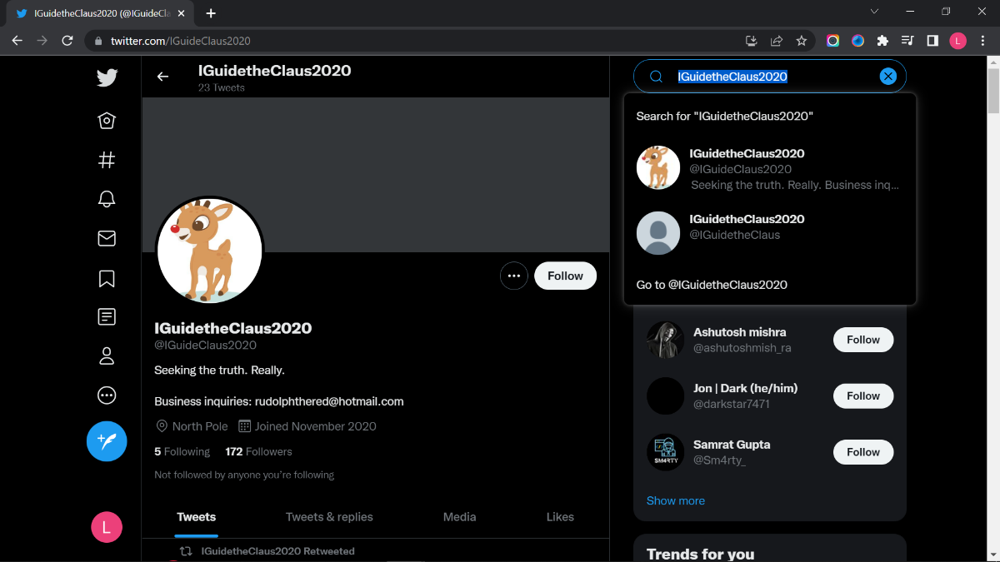 IGuidetheClaus2020 (@IGuideCla
twitter.com/IGuideClaus2020
L
IGuidetheClaus2020
23 Tweets
Follow
IGuidetheClaus2020
@IGuideClaus2020
Seeking the truth. Really.
Business inquiries: rudolphthered@hotmail.com
North Pole Joined November 2020
5 Following 172 Followers
Not followed by anyone you're following
Tweets Tweets & replies Media Likes
IGuidetheClaus2020 Retweeted
L
IGuidetheClaus2020
Search for "IGuidetheClaus2020"
IGuidetheClaus2020
@IGuideClaus2020
Seeking the truth. Really. Business inq...
IGuidetheClaus2020
@IGuidetheClaus
Go to @IGuidetheClaus2020
Ashutosh mishra
@ashutoshmish_ra
Follow
Jon | Dark (he/him)
@darkstar7471
Follow
SM4RTY
Samrat Gupta
@Sm4rty_
Follow
Show more
Trends for you